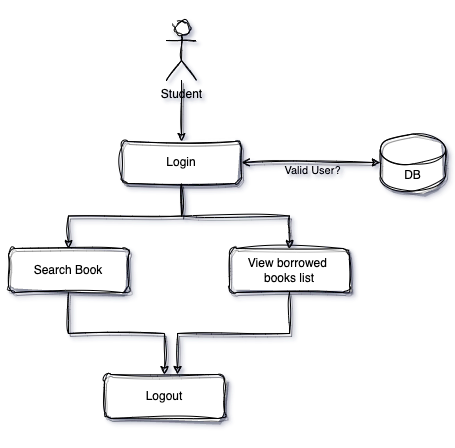 Student
Login
Valid User?
DB
Search Book
View borrowed
books list
Logout